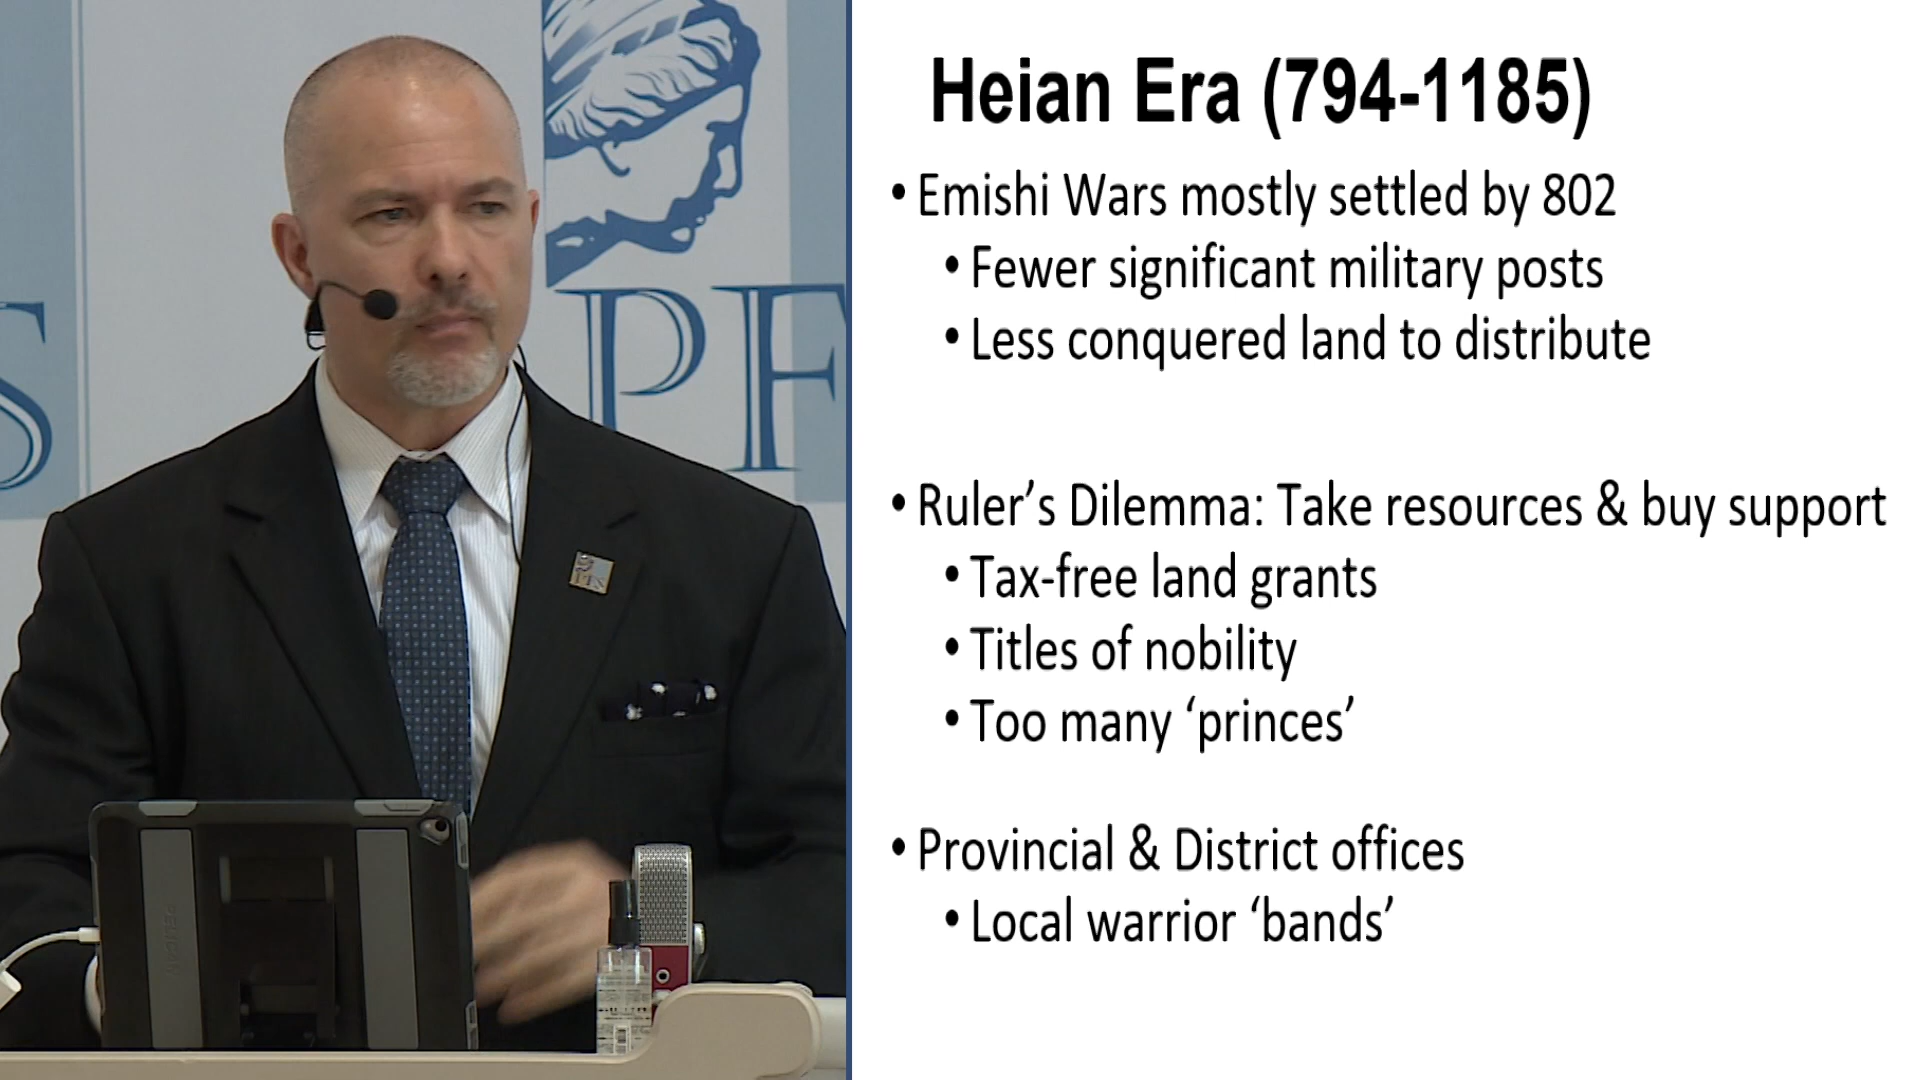 Heian Era (794-1185)
• Emishi Wars mostly settled by 802
• Fewer significant military posts
• Less conquered land to distribute
• Ruler’s Dilemma: Take resources & buy support
• Tax-free land grants
• Titles of nobility
• Too many ‘princes’
• Provincial & District offices
• Local warrior ‘bands’
S
PF
PFS